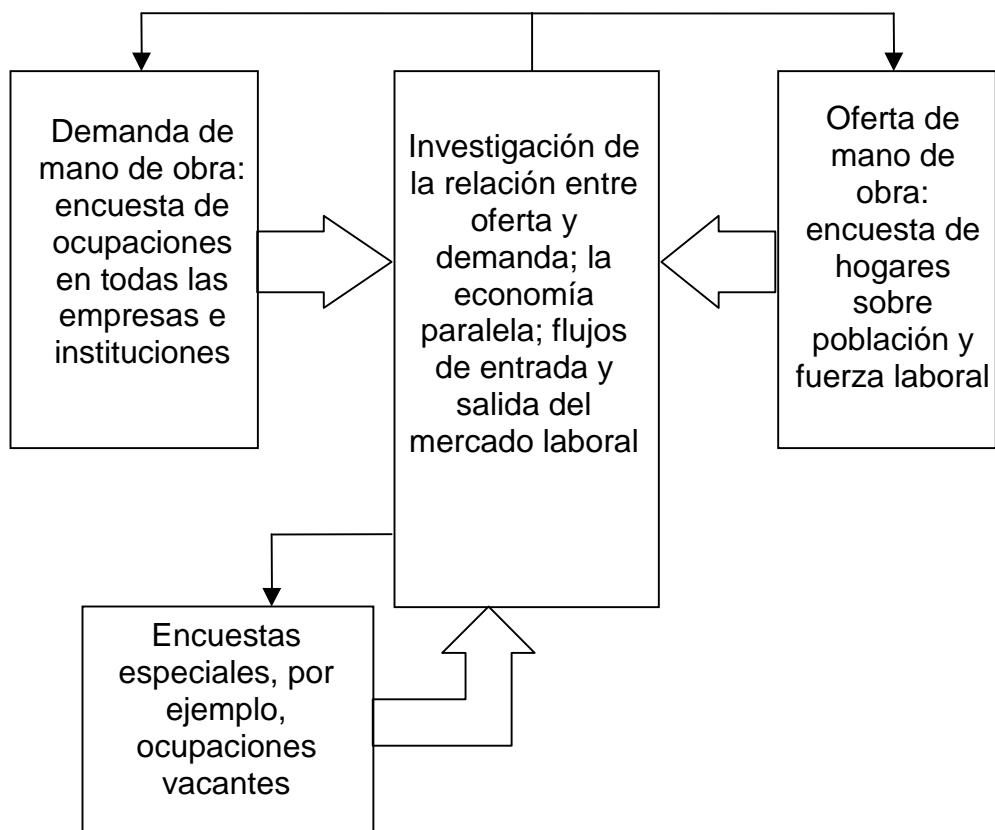 Demanda de
mano de obra:
encuesta de
ocupaciones
en todas las
empresas e
instituciones
Investigación de
la relación entre
oferta y
demanda; la
economía
paralela; flujos
de entrada y
salida del
mercado laboral
Oferta de
mano de
obra:
encuesta de
hogares
sobre
población y
fuerza laboral
Encuestas
especiales, por
ejemplo,
ocupaciones
vacantes